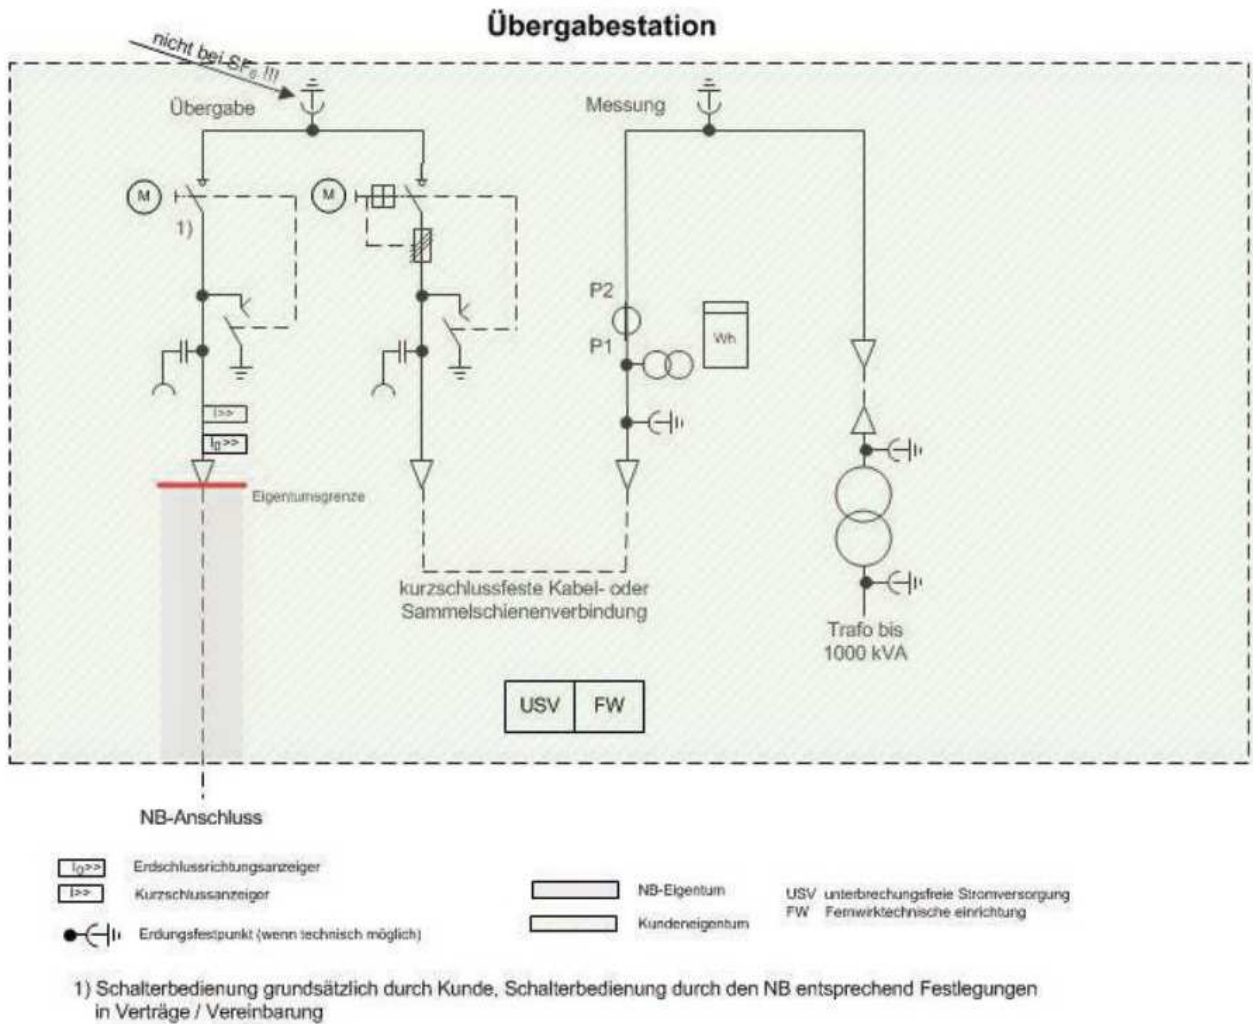 Übergabestation
nicht bei SF₆ !!!
Übergabe
Messung
M
M
1)
P2
P1
Wh
I>>
I₀>>
Eigentumsgrenze
kurzschlussfeste Kabel- oder
Sammelschienenverbindung
Trafo bis
1000 kVA
USV
FW
NB-Anschluss
I₀>>
Erdschlussrichtungsanzeiger
I>>
Kurzschlussanzeiger
Erdungsfestpunkt (wenn technisch möglich)
NB-Eigentum
Kundeneigentum
USV unterbrechungsfreie Stromversorgung
FW Fernwirktechnische einrichtung
1) Schalterbedienung grundsätzlich durch Kunde, Schalterbedienung durch den NB entsprechend Festlegungen
in Verträge / Vereinbarung